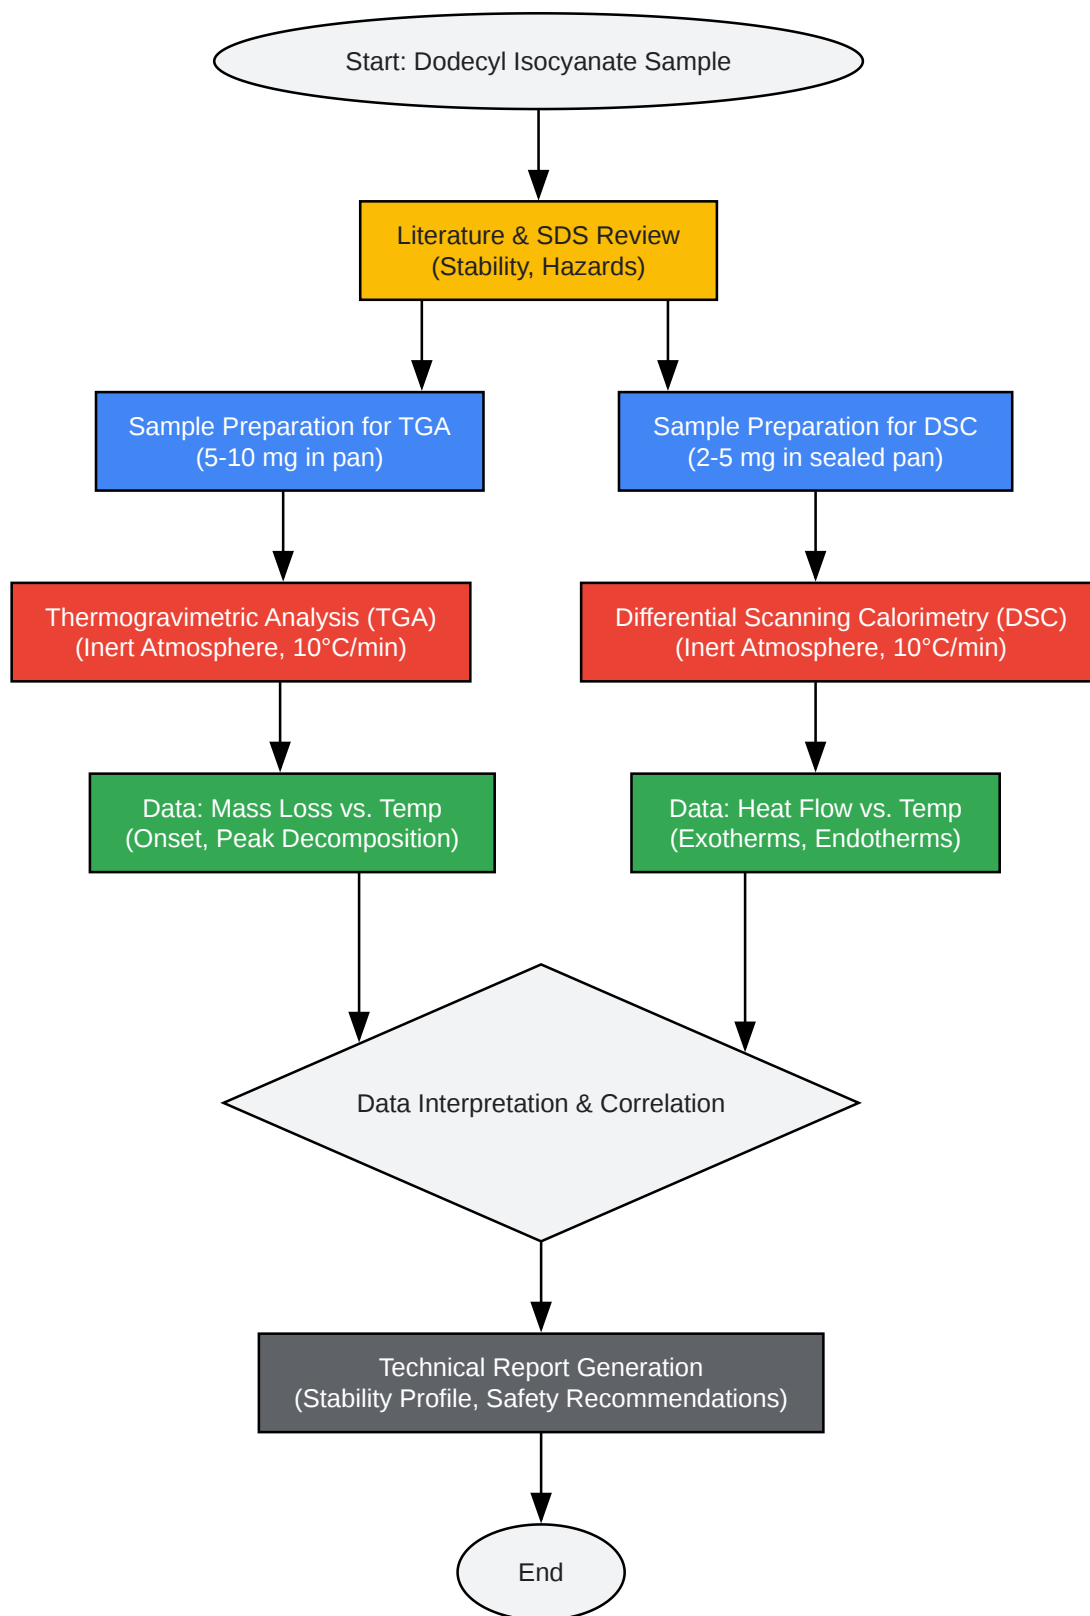 Start: Dodecyl Isocyanate Sample
Literature & SDS Review
(Stability, Hazards)
Sample Preparation for TGA
(5-10 mg in pan)
Sample Preparation for DSC
(2-5 mg in sealed pan)
Thermogravimetric Analysis (TGA)
(Inert Atmosphere, 10°C/min)
Differential Scanning Calorimetry (DSC)
(Inert Atmosphere, 10°C/min)
Data: Mass Loss vs. Temp
(Onset, Peak Decomposition)
Data: Heat Flow vs. Temp
(Exotherms, Endotherms)
Data Interpretation & Correlation
Technical Report Generation
(Stability Profile, Safety Recommendations)
End